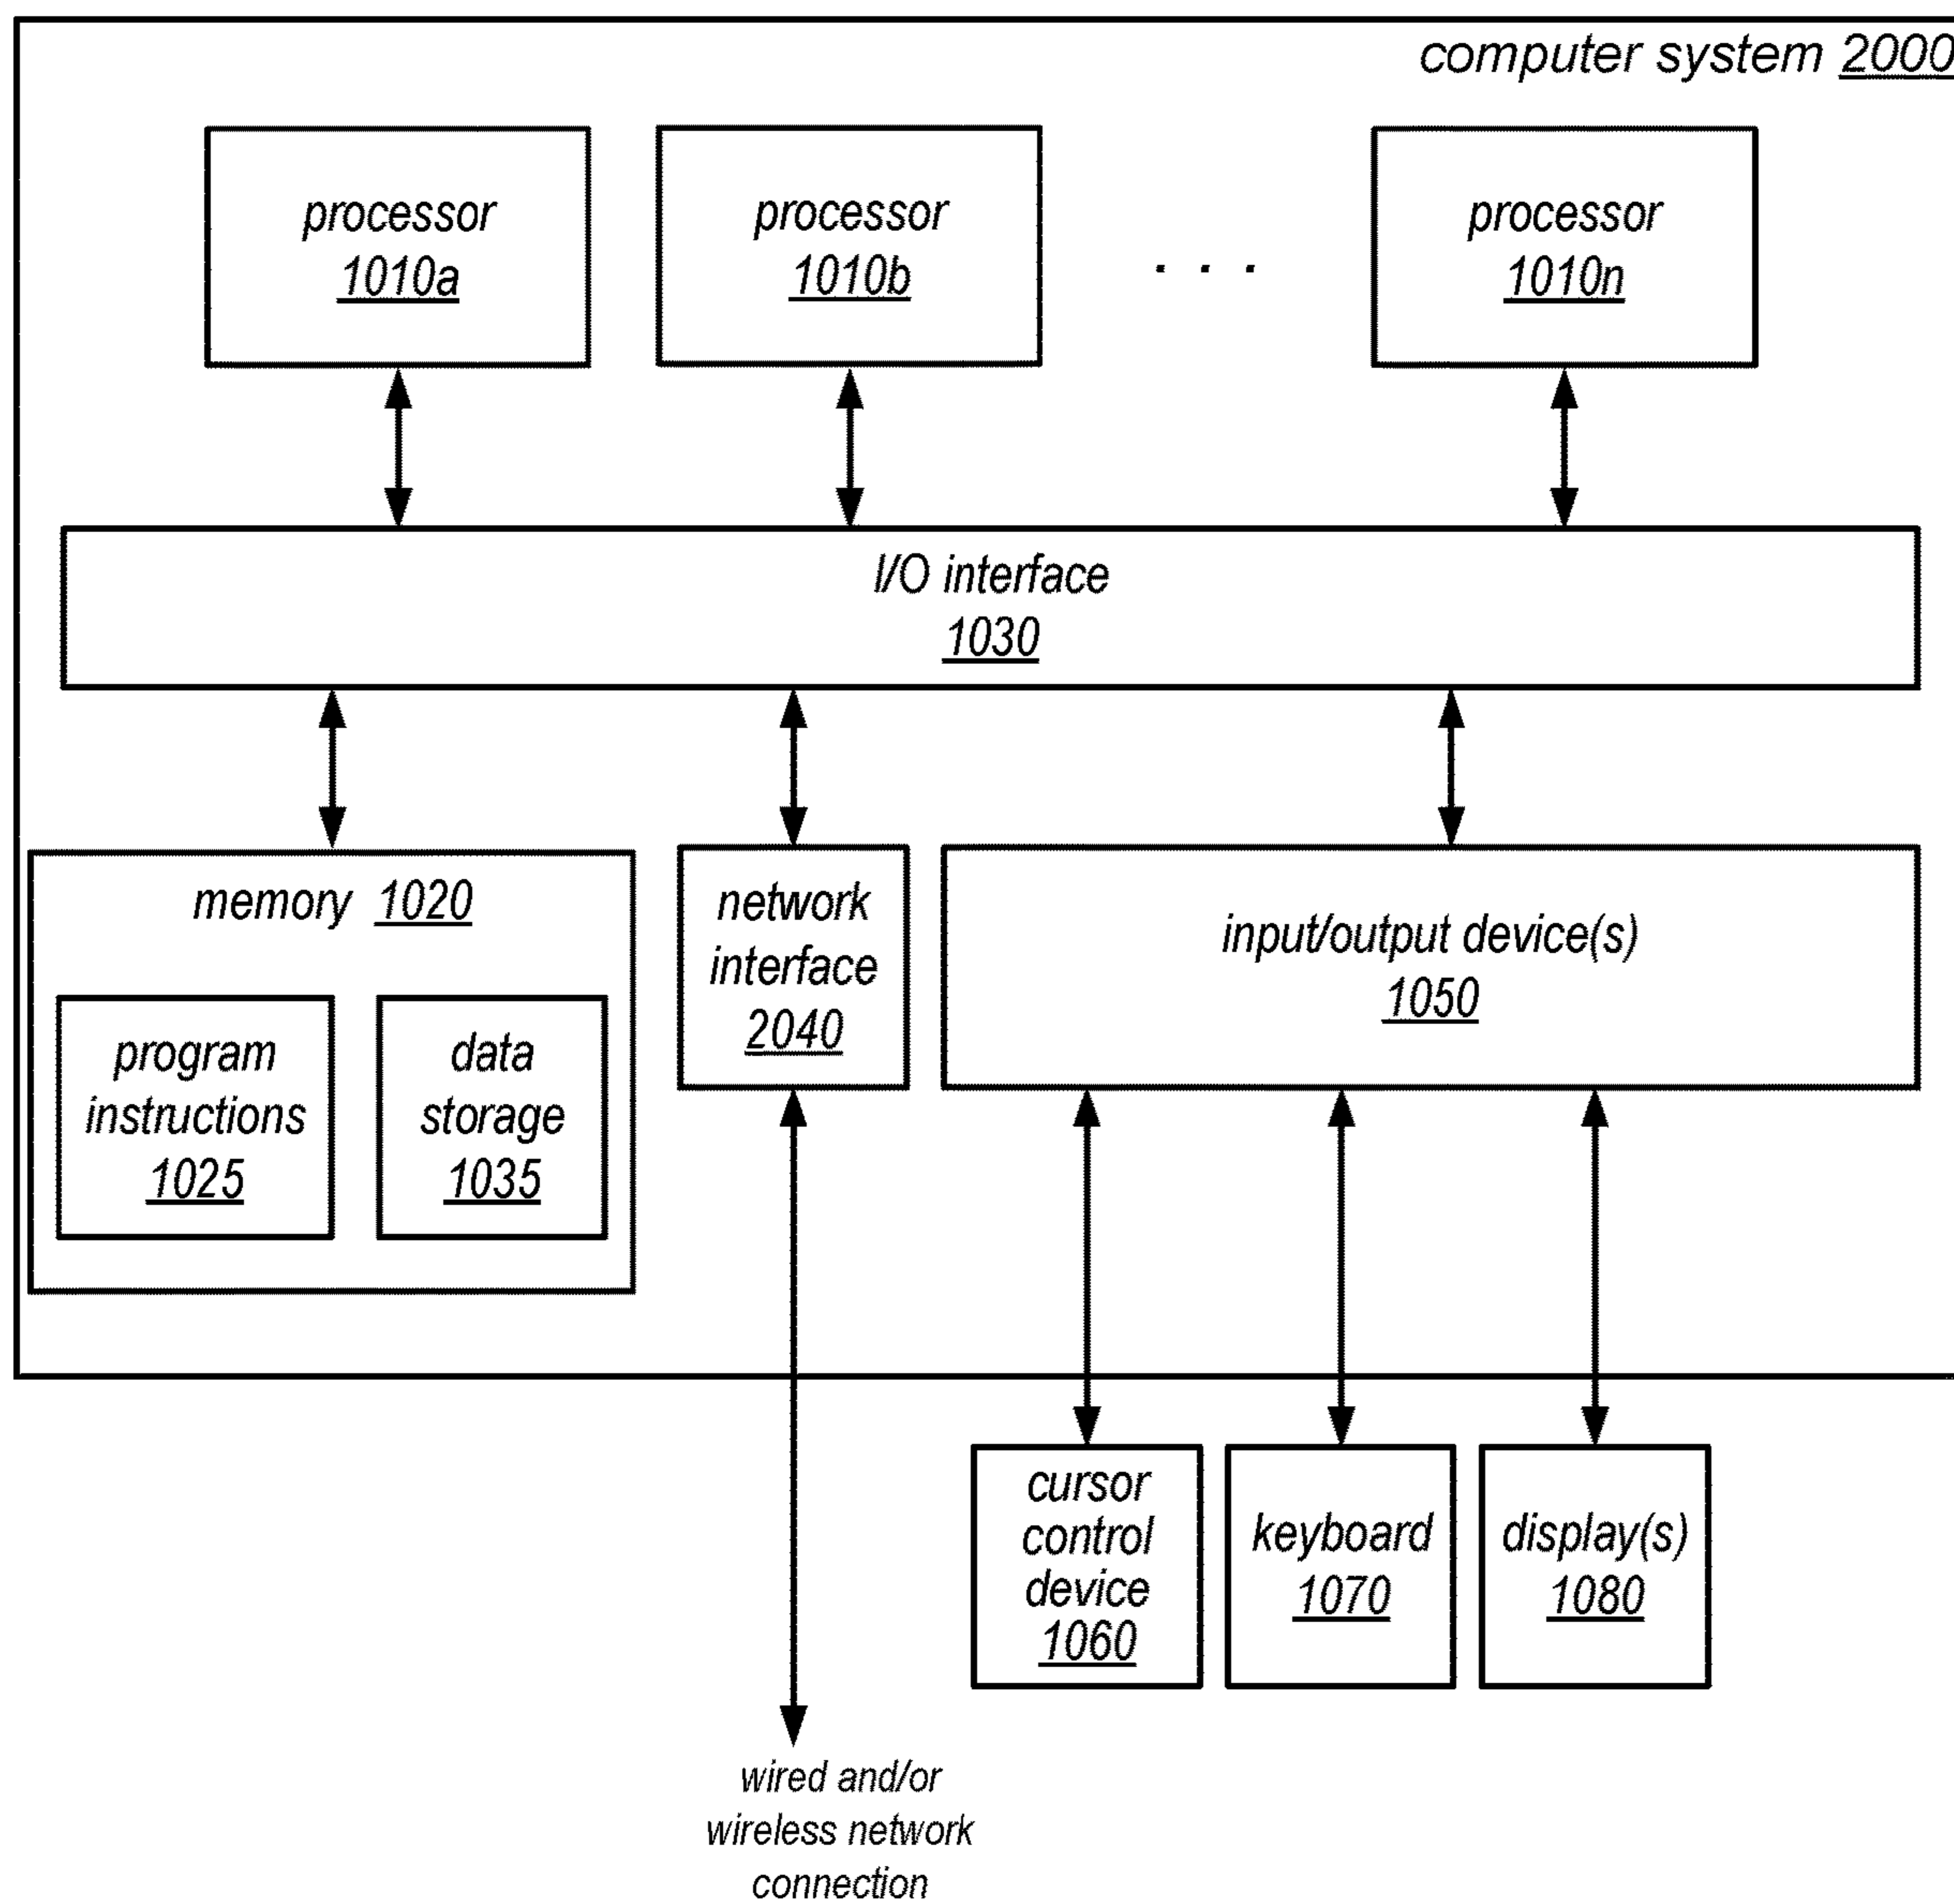 computer system 2000
processor
1010a
processor
1010b
. . .
processor
1010n
I/O interface
1030
memory 1020
program
instructions
1025
data
storage
1035
network
interface
2040
input/output device(s)
1050
cursor
control
device
1060
keyboard
1070
display(s)
1080
wired and/or
wireless network
connection